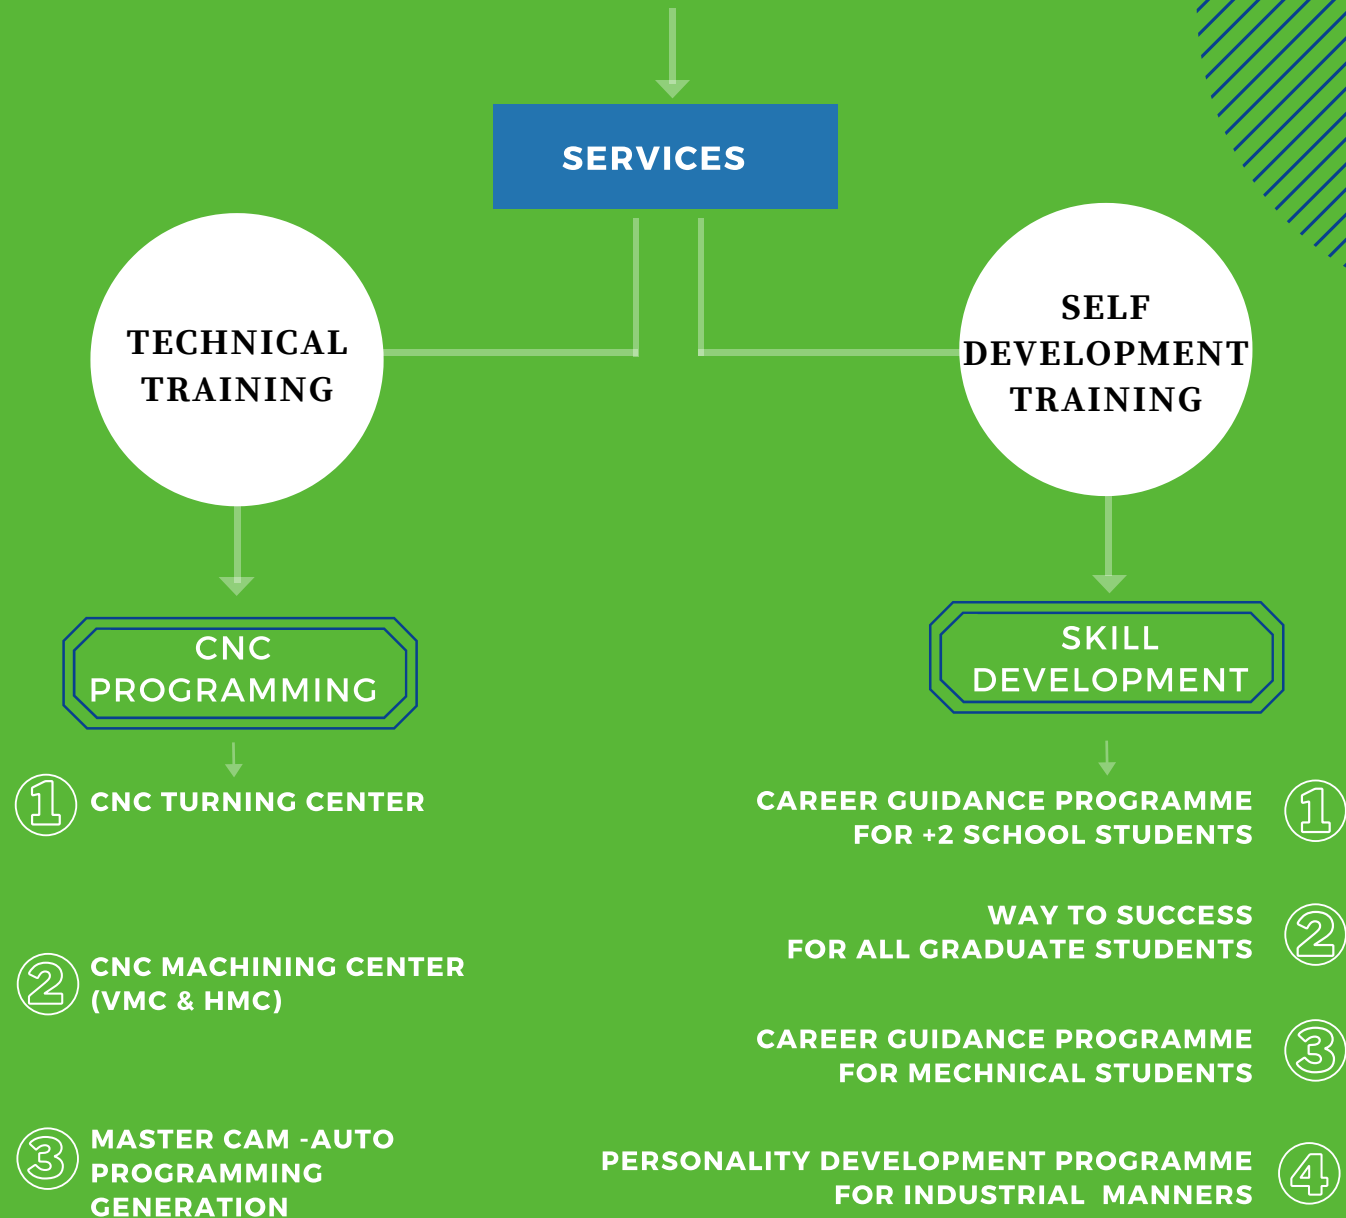 SERVICES
TECHNICAL
TRAINING
SELF
DEVELOPMENT
TRAINING
CNC
PROGRAMMING
SKILL
DEVELOPMENT
1 CNC TURNING CENTER
2 CNC MACHINING CENTER
(VMC & HMC)
3 MASTER CAM -AUTO
PROGRAMMING
GENERATION
CAREER GUIDANCE PROGRAMME 1
FOR +2 SCHOOL STUDENTS
WAY TO SUCCESS 2
FOR ALL GRADUATE STUDENTS
CAREER GUIDANCE PROGRAMME 3
FOR MECHNICAL STUDENTS
PERSONALITY DEVELOPMENT PROGRAMME 4
FOR INDUSTRIAL MANNERS